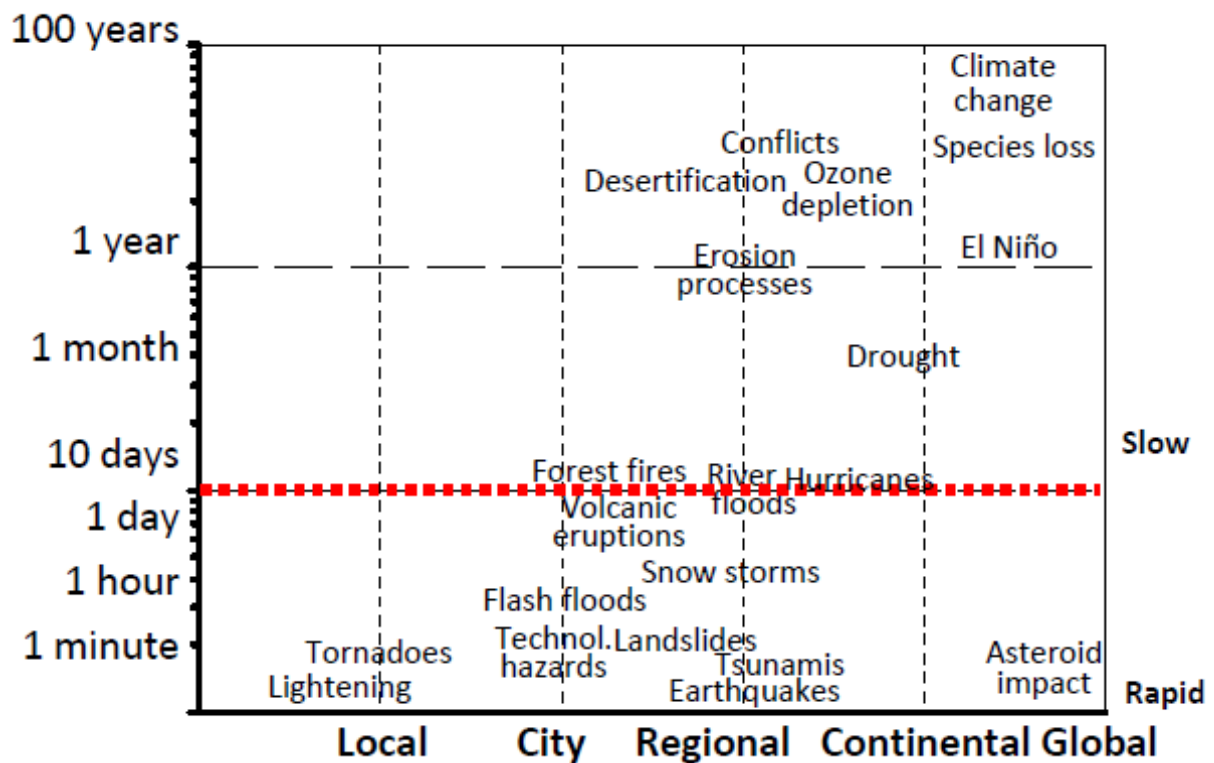 100 years
Climate
change
Conflicts
Species loss
Desertification
Ozone
depletion
1 year
El Niño
Erosion
processes
1 month
Drought
Slow
10 days
Forest fires
River
floods
Hurricanes
1 day
Volcanic
eruptions
1 hour
Snow storms
Flash floods
1 minute
Tornadoes
Technol.
hazards
Landslides
Tsunamis
Asteroid
impact
Lightening
Earthquakes
Rapid
Local City Regional Continental Global